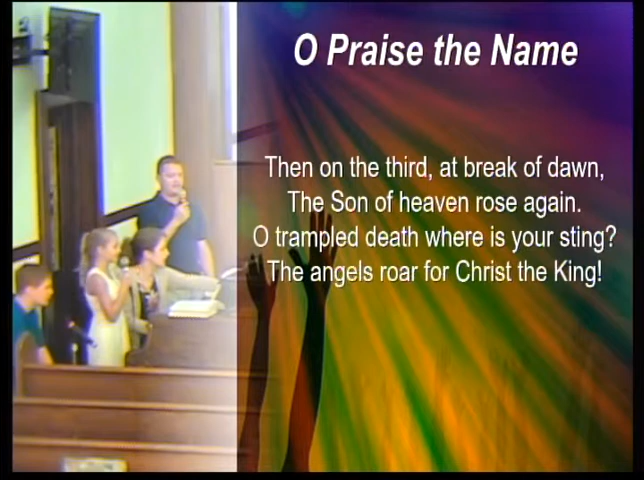 O Praise the Name
Then on the third, at break of dawn,
The Son of heaven rose again.
O trampled death where is your sting?
The angels roar for Christ the King!